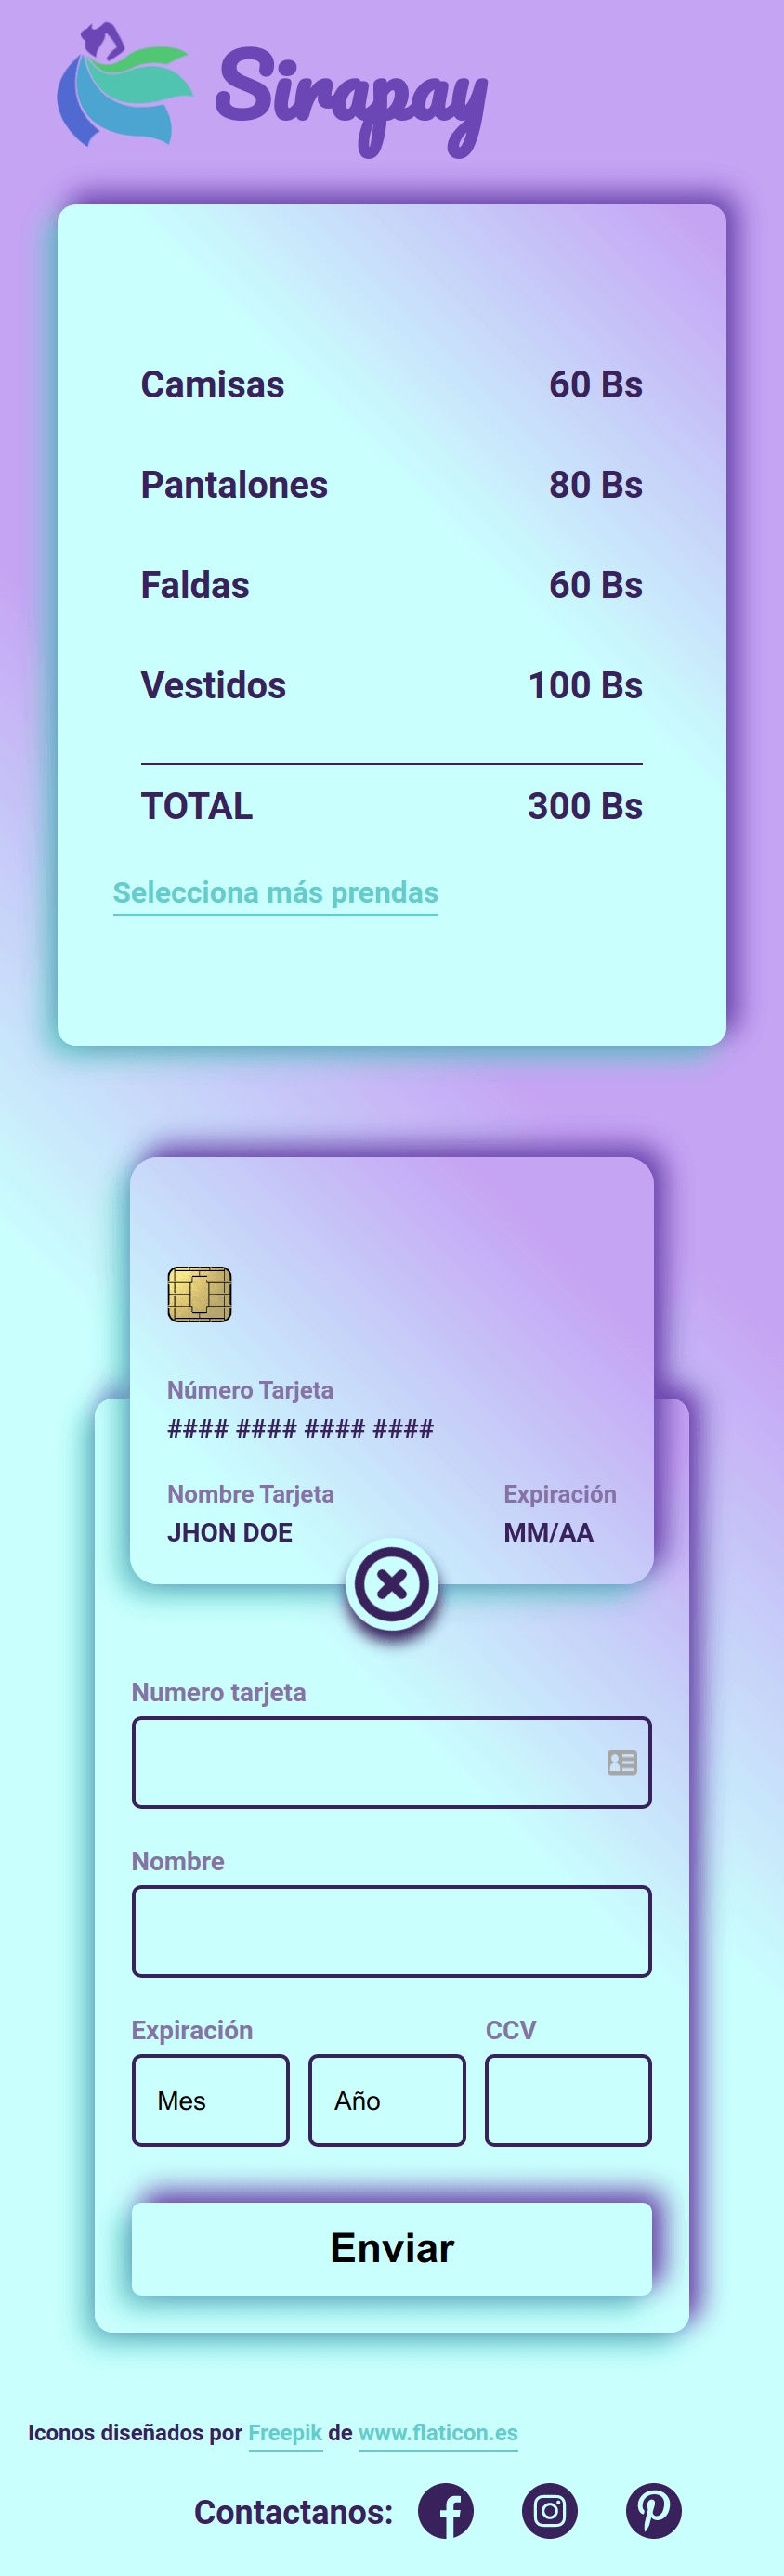 Sirapay
Camisas 60 Bs
Pantalones 80 Bs
Faldas 60 Bs
Vestidos 100 Bs
TOTAL 300 Bs
Selecciona más prendas
Número Tarjeta
#### #### #### ####
Nombre Tarjeta Expiración
JHON DOE MM/AA
Numero tarjeta
Nombre
Expiración CCV
Mes Año
Enviar
Iconos diseñados por Freepik de www.flaticon.es
Contactanos: